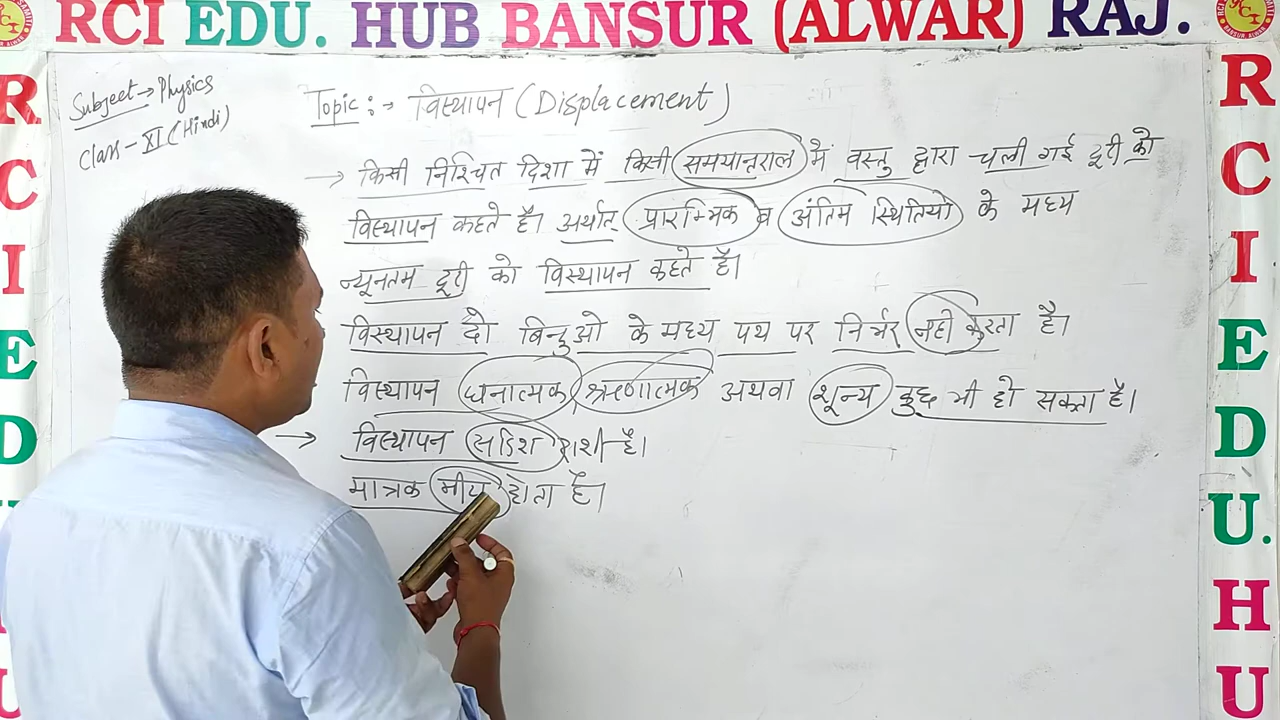 RCI EDU. HUB BANSUR (ALWAR) RAJ.
Subject → Physics
Class - XI (Hindi)
Topic :→ विस्थापन (Displacement)
→ किसी निश्चित दिशा में किसी समयान्तराल में वस्तु द्वारा चली गई दूरी को
विस्थापन कहते है। अर्थात् प्रारम्भिक व अंतिम स्थितियो के मध्य
न्यूनतम दूरी को विस्थापन कहते है।
विस्थापन दो बिन्दुओ के मध्य पथ पर निर्भर नही करता है।
विस्थापन धनात्मक, ऋणात्मक अथवा शून्य कुछ भी हो सकता है।
→ विस्थापन सदिश राशी है।
मात्रक मीटर होता है।
R
C
I
E
D
R
C
I
E
D
U.
H
U